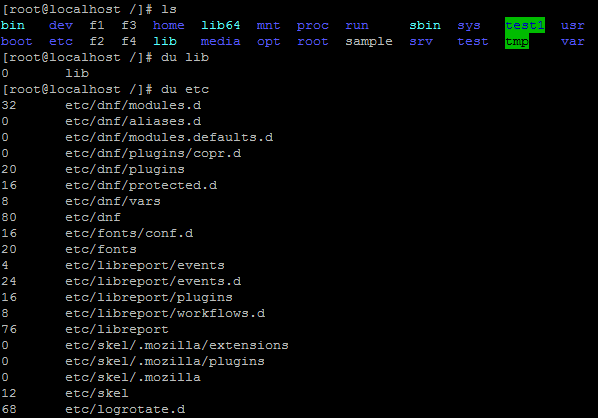 [root@localhost /]# ls
bin dev f1 f3 home lib64 mnt proc run sbin sys test1 usr
boot etc f2 f4 lib media opt root sample srv test tmp var
[root@localhost /]# du lib
0 lib
[root@localhost /]# du etc
32 etc/dnf/modules.d
0 etc/dnf/aliases.d
0 etc/dnf/modules.defaults.d
0 etc/dnf/plugins/copr.d
20 etc/dnf/plugins
16 etc/dnf/protected.d
8 etc/dnf/vars
80 etc/dnf
16 etc/fonts/conf.d
20 etc/fonts
4 etc/libreport/events
24 etc/libreport/events.d
16 etc/libreport/plugins
8 etc/libreport/workflows.d
76 etc/libreport
0 etc/skel/.mozilla/extensions
0 etc/skel/.mozilla/plugins
0 etc/skel/.mozilla
12 etc/skel
68 etc/logrotate.d